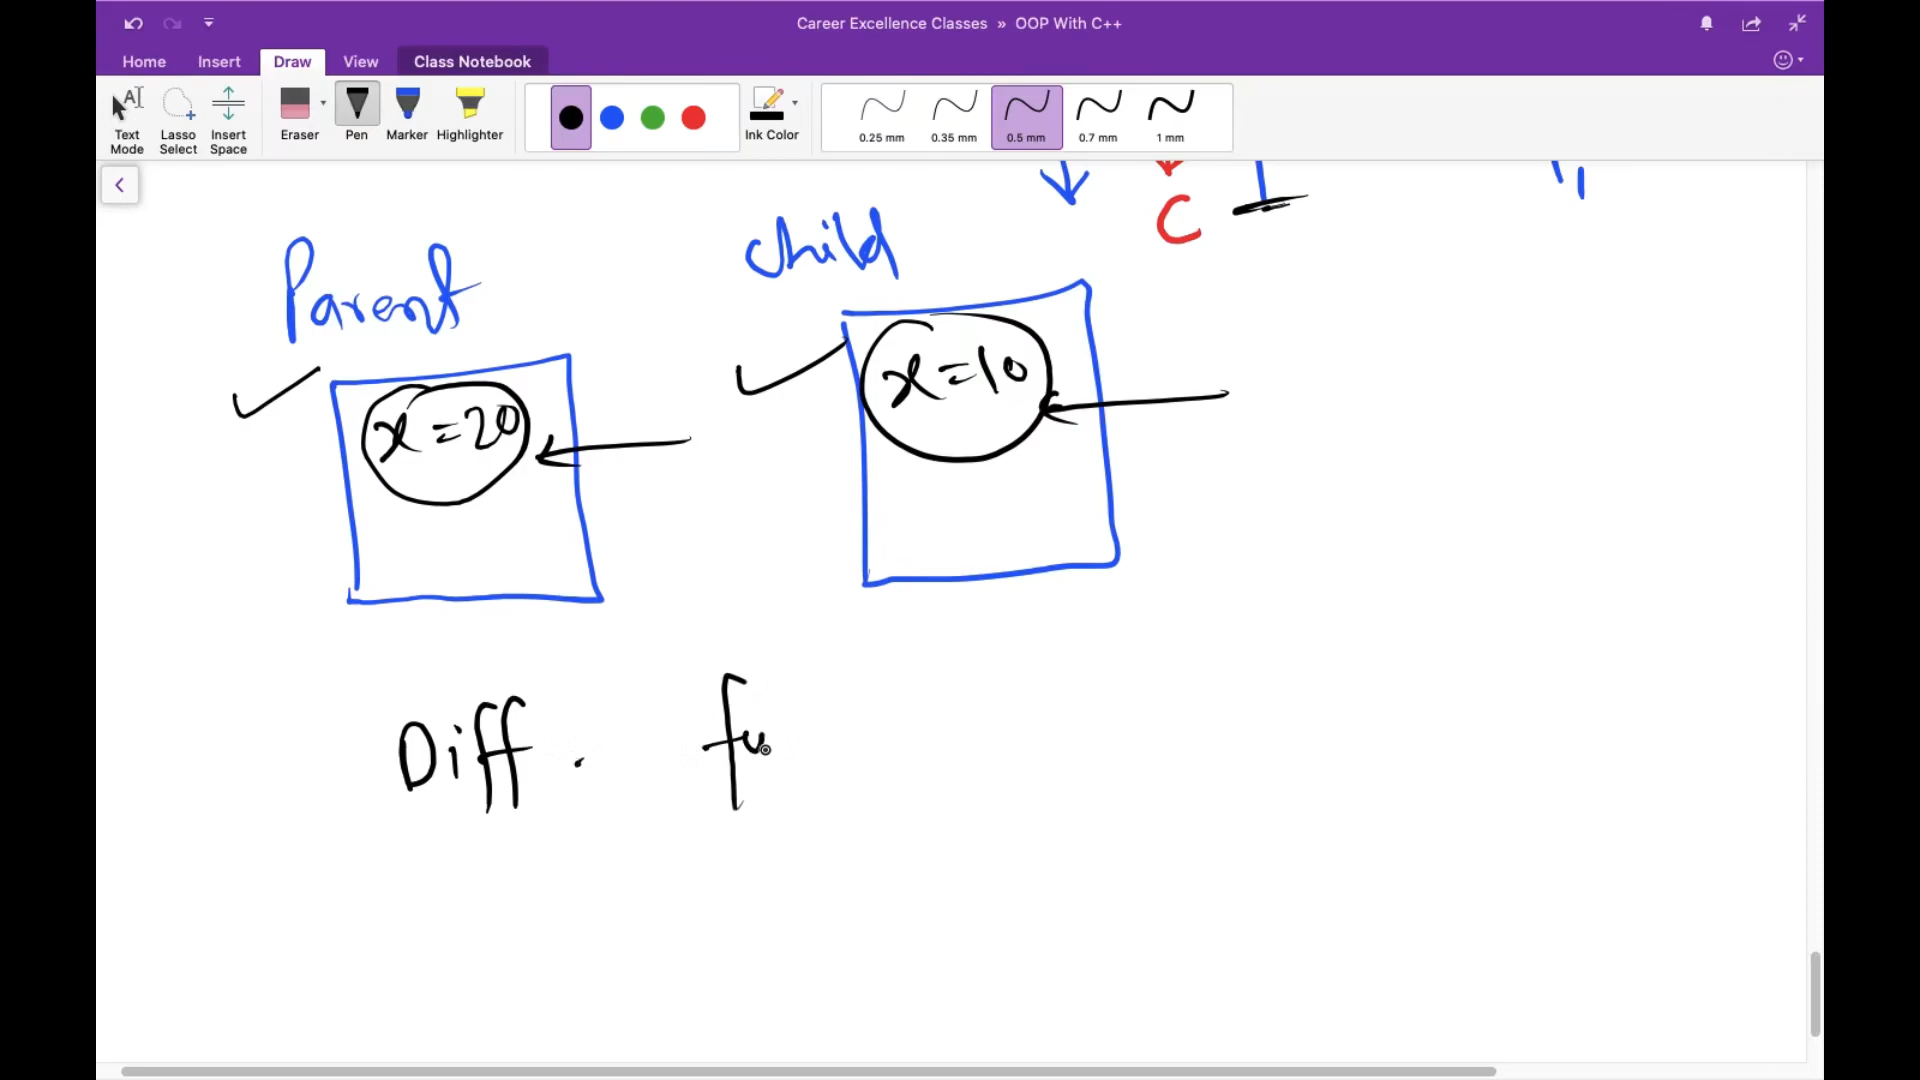 Career Excellence Classes » OOP With C++
Home Insert Draw View Class Notebook
Text Mode
Lasso Select
Insert Space
Eraser
Pen
Marker
Highlighter
Ink Color
0.25 mm
0.35 mm
0.5 mm
0.7 mm
1 mm
C
Parent
Child
x=20
x=10
Diff. fu